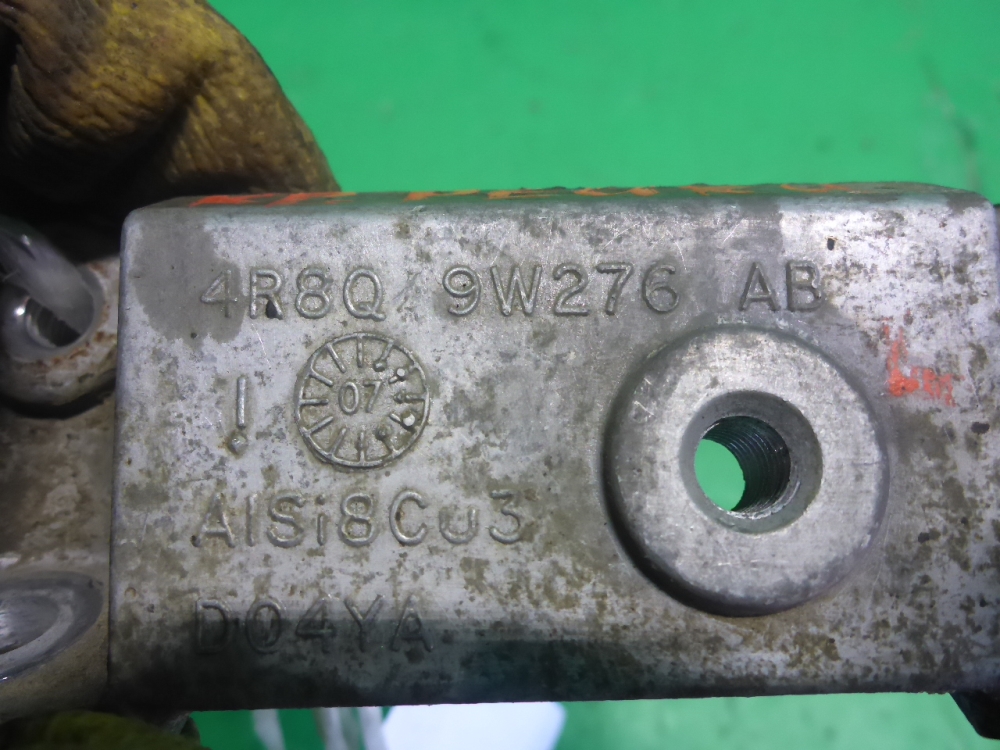 4R8Q 9W276 AB
!
07
AlSi8Cu3
D04YA